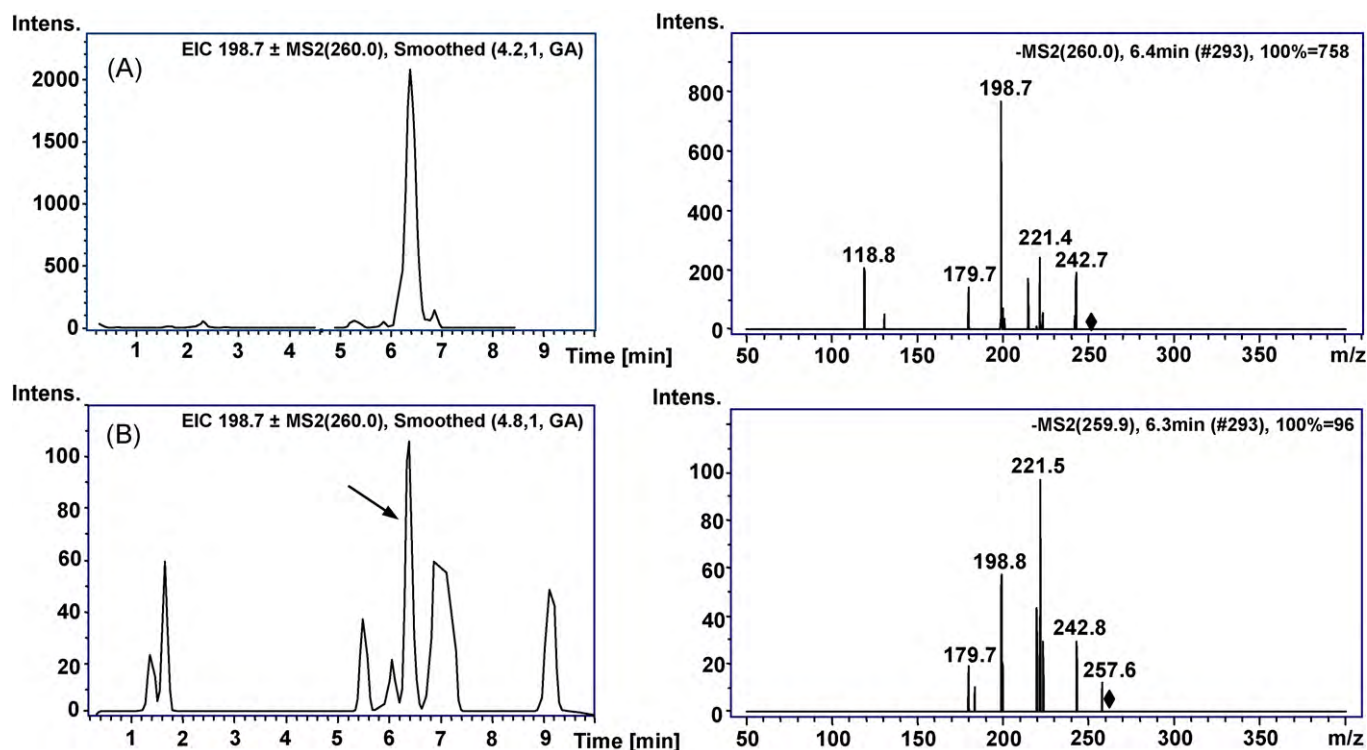 Intens.
EIC 198.7 ± MS2(260.0), Smoothed (4.2,1, GA)
(A)
2000
1500
1000
500
0
1 2 3 4 5 6 7 8 9
Time [min]
Intens.
-MS2(260.0), 6.4min (#293), 100%=758
800
600
400
200
0
198.7
221.4
118.8
242.7
179.7
50 100 150 200 250 300 350 m/z
Intens.
EIC 198.7 ± MS2(260.0), Smoothed (4.8,1, GA)
(B)
100
80
60
40
20
0
1 2 3 4 5 6 7 8 9
Time [min]
Intens.
-MS2(259.9), 6.3min (#293), 100%=96
100
80
60
40
20
0
221.5
198.8
242.8
179.7
257.6
50 100 150 200 250 300 350 m/z